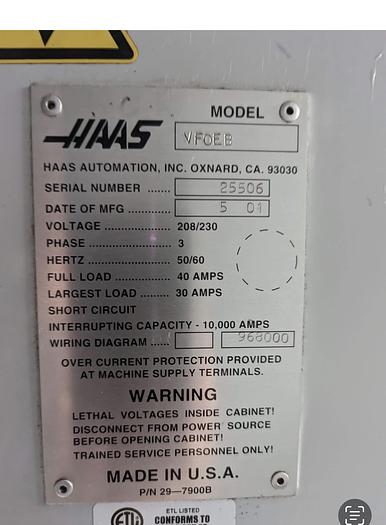 MODEL
HAAS VF0EB
HAAS AUTOMATION, INC. OXNARD, CA. 93030
SERIAL NUMBER ...... 25506
DATE OF MFG ......... 5 01
VOLTAGE ................. 208/230
PHASE ..................... 3
HERTZ ..................... 50/60
FULL LOAD ............. 40 AMPS
LARGEST LOAD ......... 30 AMPS
SHORT CIRCUIT
INTERRUPTING CAPACITY - 10,000 AMPS
WIRING DIAGRAM ...... 968000
OVER CURRENT PROTECTION PROVIDED
AT MACHINE SUPPLY TERMINALS.
WARNING
LETHAL VOLTAGES INSIDE CABINET!
DISCONNECT FROM POWER SOURCE
BEFORE OPENING CABINET!
TRAINED SERVICE PERSONNEL ONLY!
MADE IN U.S.A.
P/N 29—7900B
ETL LISTED
ETL CONFORMS TO